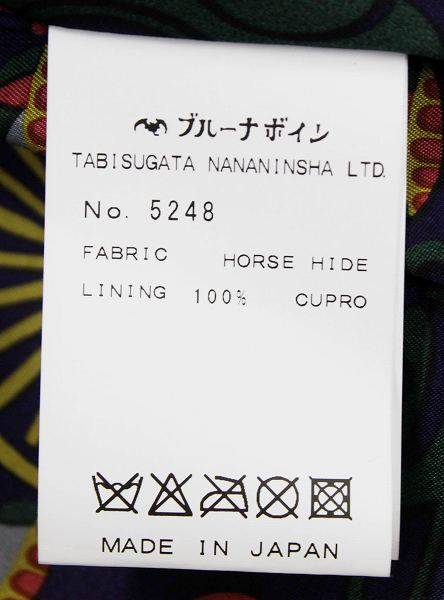 ブルーナボイン
TABISUGATA NANANINSHA LTD.
No. 5248
FABRIC HORSE HIDE
LINING 100% CUPRO
MADE IN JAPAN